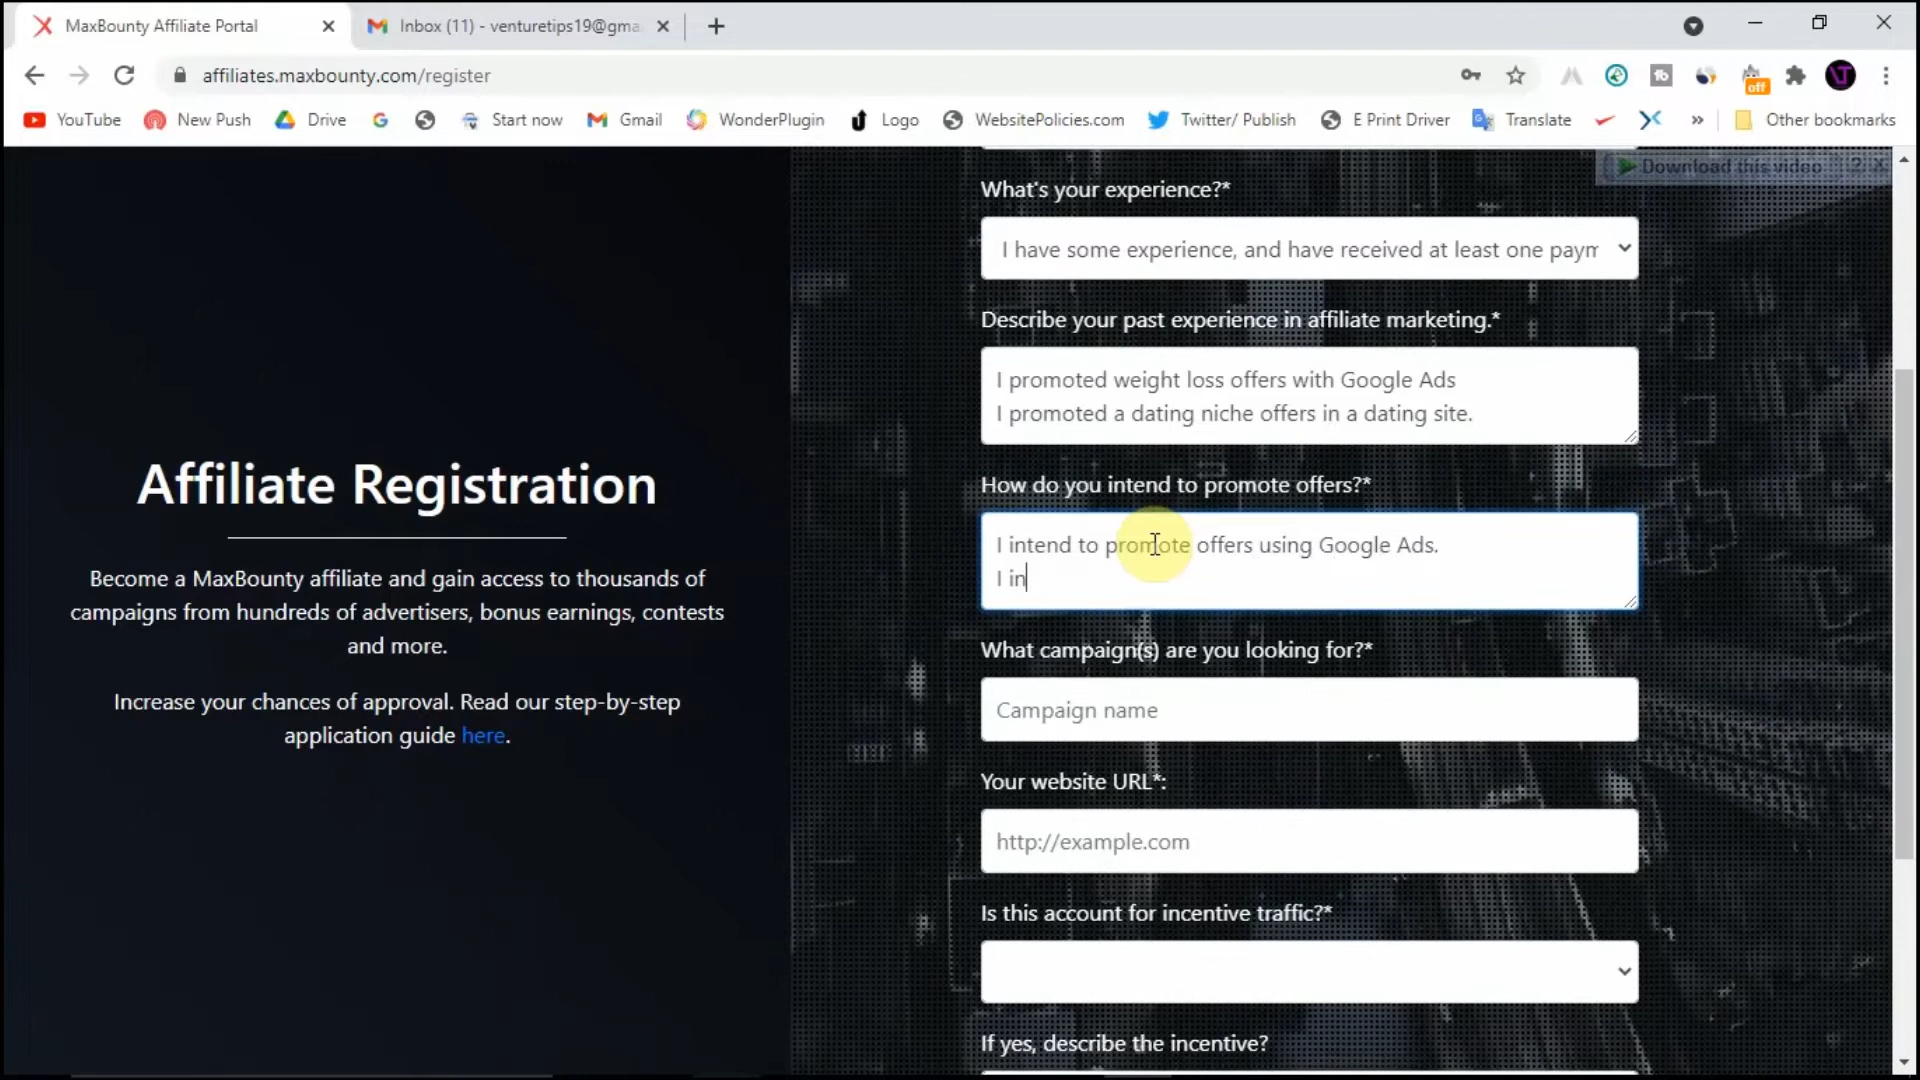 MaxBounty Affiliate Portal
Inbox (11) - venturetips19@gma
affiliates.maxbounty.com/register
off
YouTube
New Push
Drive
Start now
Gmail
WonderPlugin
Logo
WebsitePolicies.com
Twitter/ Publish
E Print Driver
Translate
»
Other bookmarks
Download this video ? X
What's your experience?*
I have some experience, and have received at least one paym
Describe your past experience in affiliate marketing.*
I promoted weight loss offers with Google Ads
I promoted a dating niche offers in a dating site.
How do you intend to promote offers?*
I intend to promote offers using Google Ads.
I in
What campaign(s) are you looking for?*
Campaign name
Your website URL*:
http://example.com
Is this account for incentive traffic?*
If yes, describe the incentive?
Affiliate Registration
Become a MaxBounty affiliate and gain access to thousands of
campaigns from hundreds of advertisers, bonus earnings, contests
and more.
Increase your chances of approval. Read our step-by-step
application guide here.